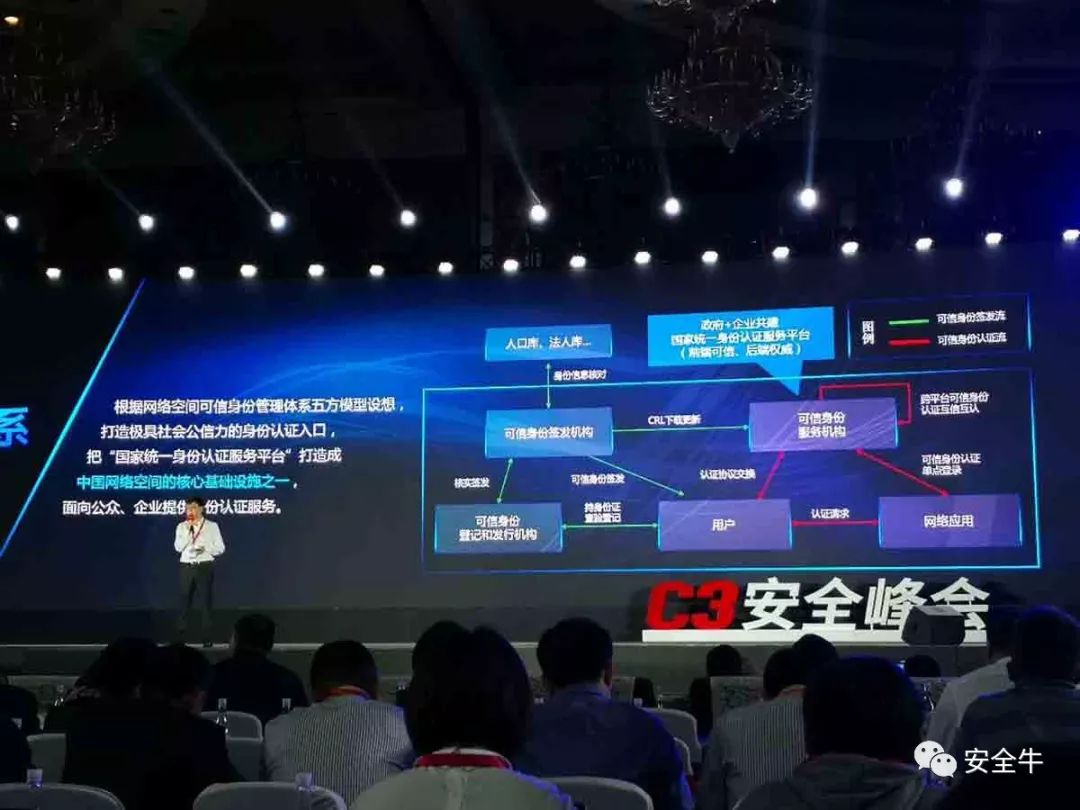 系
根据网络空间可信身份管理体系五方模型设想，
打造极具社会公信力的身份认证入口，
把“国家统一身份认证服务平台”打造成
中国网络空间的核心基础设施之一，
面向公众、企业提供身份认证服务。
人口库、法人库...
政府+企业共建
国家统一身份认证服务平台
（前端可信、后端权威）
图例
可信身份签发流
可信身份认证流
身份信息核对
可信身份签发机构
CRL下载更新
可信身份
服务机构
跨平台可信身份
认证互信互认
核实签发
可信身份签发
认证协议交换
可信身份认证
单点登录
可信身份
登记和发行机构
持身份证
查验登记
用户
认证请求
网络应用
C3安全峰会
安全牛